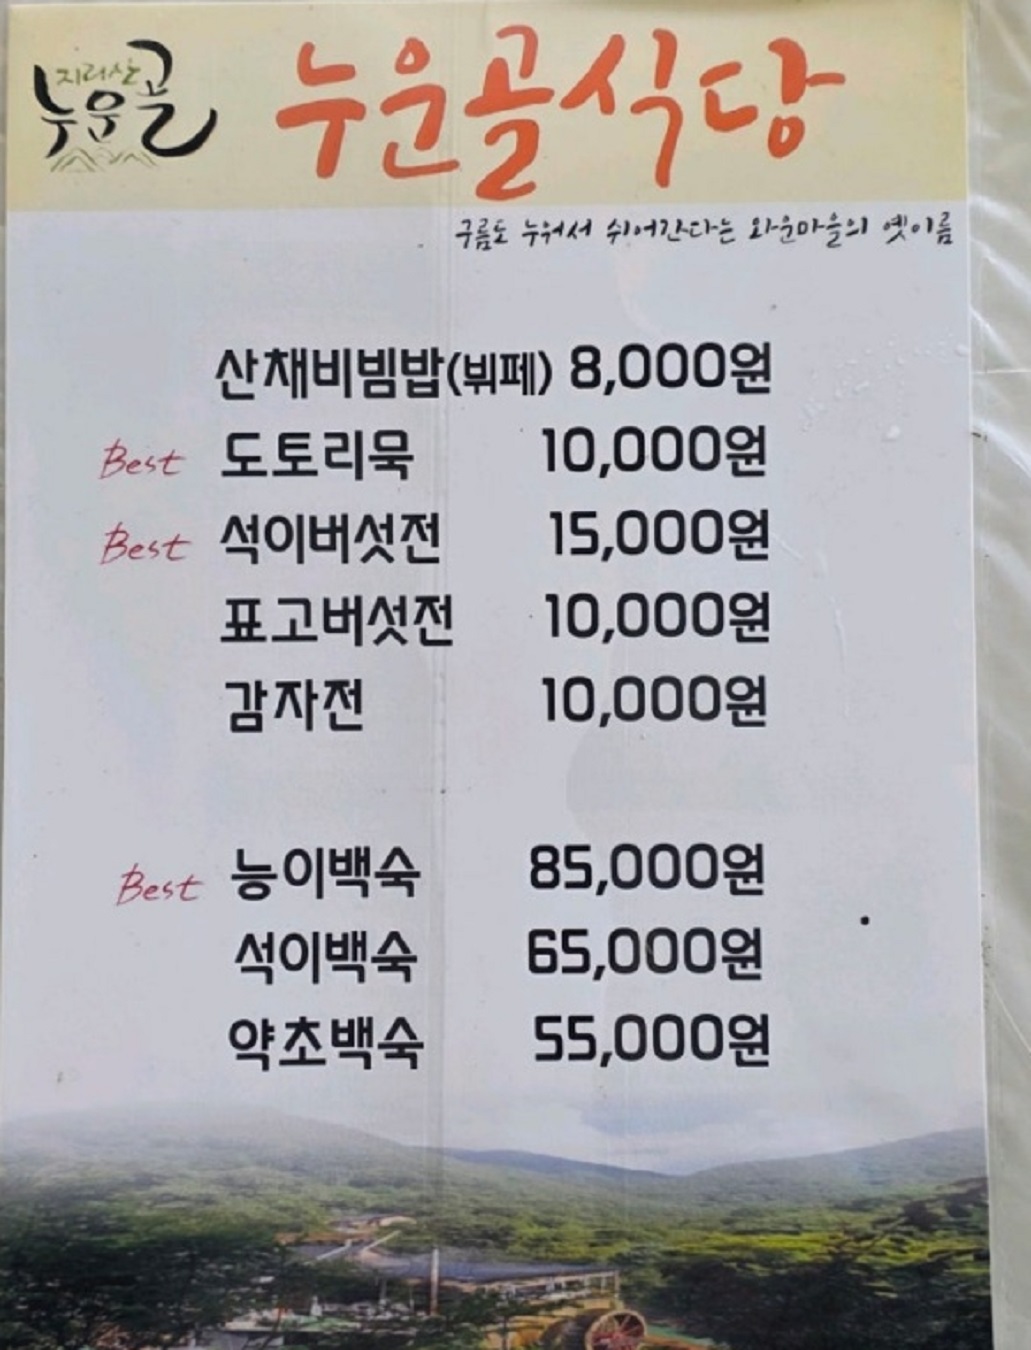 지리산
누운골
누운골식당
구름도 누워서 쉬어간다는 와운마을의 옛이름
산채비빔밥(뷔페) 8,000원
Best 도토리묵 10,000원
Best 석이버섯전 15,000원
표고버섯전 10,000원
감자전 10,000원
Best 능이백숙 85,000원
석이백숙 65,000원
약초백숙 55,000원